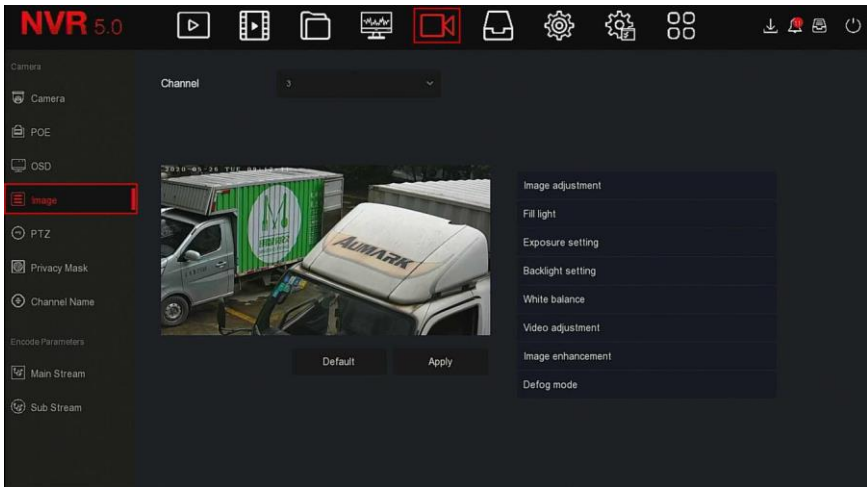 NVR 5.0
Camera
Channel
3
Camera
POE
OSD
Image
PTZ
Privacy Mask
Channel Name
Encode Parameters
Main Stream
Sub Stream
AUMARK
Image adjustment
Fill light
Exposure setting
Backlight setting
White balance
Video adjustment
Image enhancement
Defog mode
Default
Apply